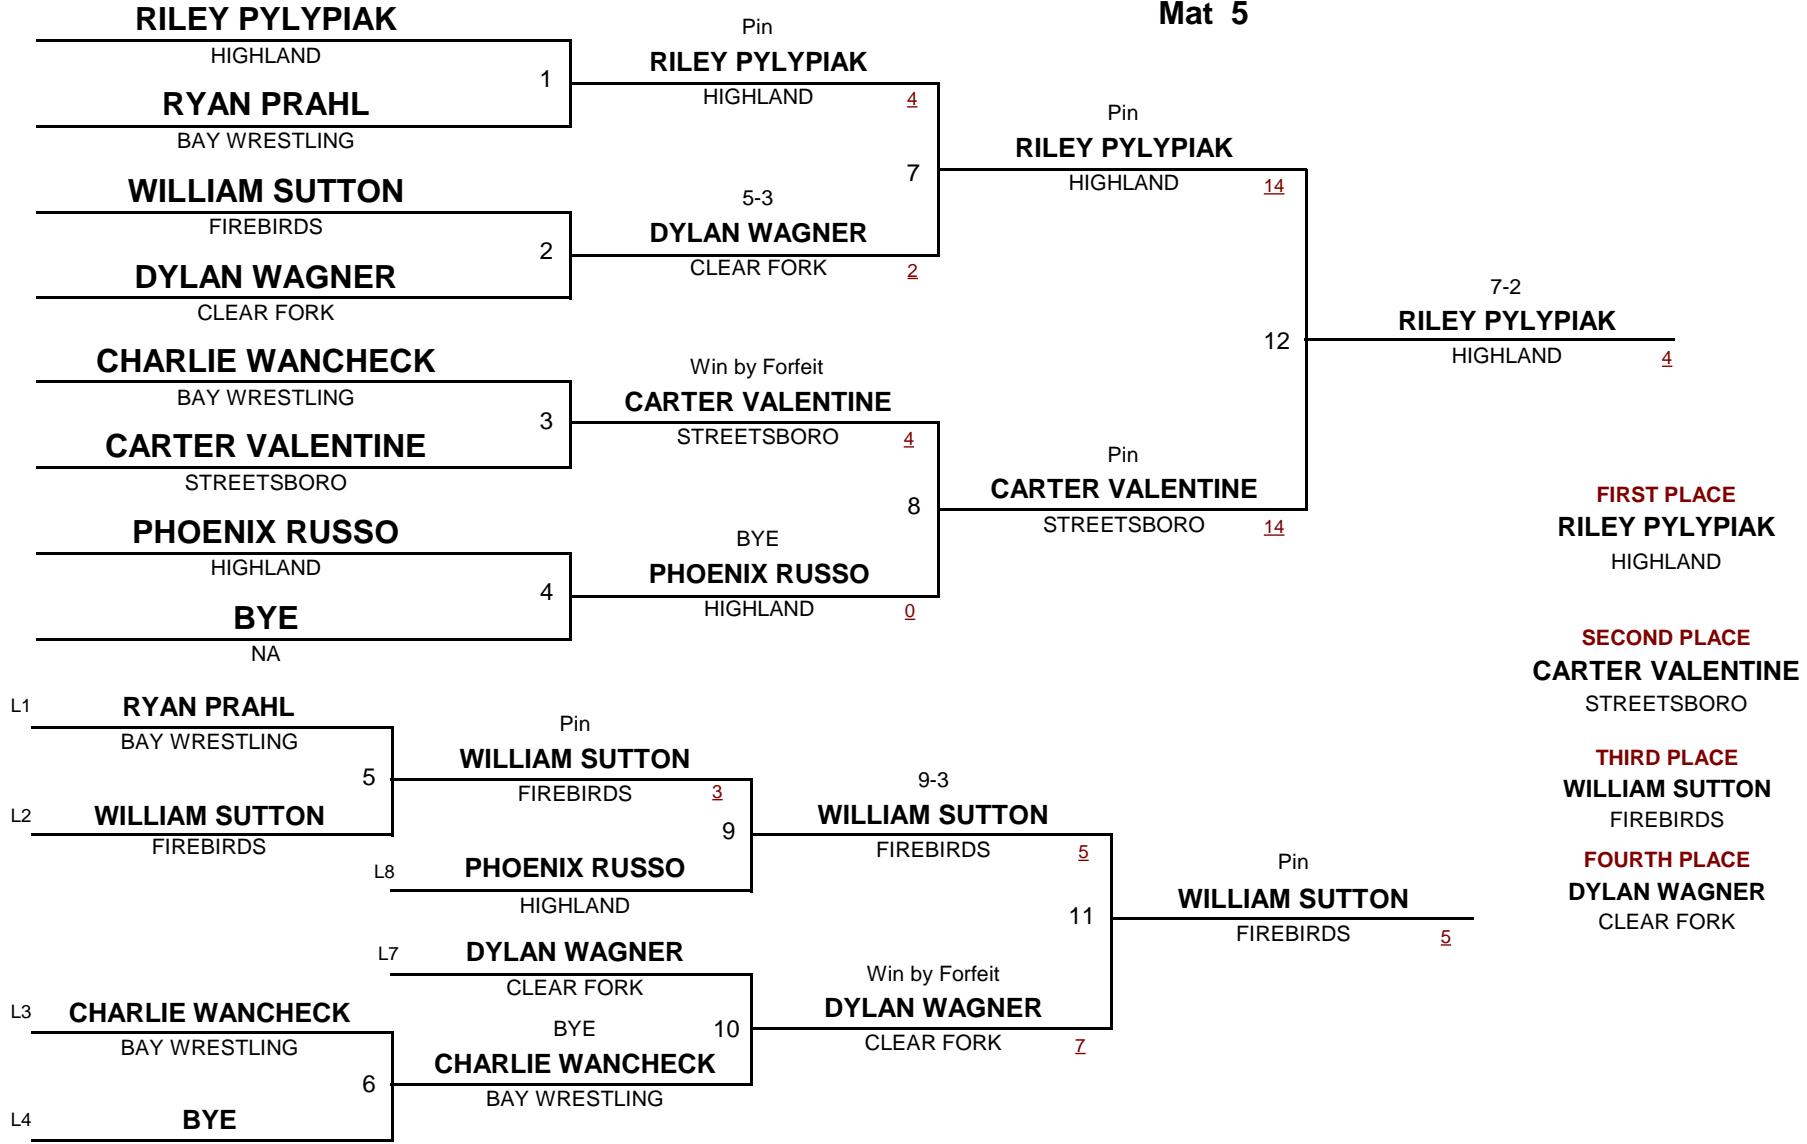 Mat 5
RILEY PYLYPIAK
HIGHLAND
1
RYAN PRAHL
BAY WRESTLING
WILLIAM SUTTON
FIREBIRDS
2
DYLAN WAGNER
CLEAR FORK
CHARLIE WANCHECK
BAY WRESTLING
3
CARTER VALENTINE
STREETSBORO
PHOENIX RUSSO
HIGHLAND
4
BYE
NA
Pin
RILEY PYLYPIAK
HIGHLAND 4
7
5-3
DYLAN WAGNER
CLEAR FORK 2
Win by Forfeit
CARTER VALENTINE
STREETSBORO 4
8
BYE
PHOENIX RUSSO
HIGHLAND 0
Pin
RILEY PYLYPIAK
HIGHLAND 14
12
Pin
CARTER VALENTINE
STREETSBORO 14
7-2
RILEY PYLYPIAK
HIGHLAND 4
FIRST PLACE
RILEY PYLYPIAK
HIGHLAND
SECOND PLACE
CARTER VALENTINE
STREETSBORO
THIRD PLACE
WILLIAM SUTTON
FIREBIRDS
FOURTH PLACE
DYLAN WAGNER
CLEAR FORK
L1 RYAN PRAHL
BAY WRESTLING
5
L2 WILLIAM SUTTON
FIREBIRDS
L3 CHARLIE WANCHECK
BAY WRESTLING
6
L4 BYE
Pin
WILLIAM SUTTON
FIREBIRDS 3
9
L8 PHOENIX RUSSO
HIGHLAND
L7 DYLAN WAGNER
CLEAR FORK
BYE 10
CHARLIE WANCHECK
BAY WRESTLING
9-3
WILLIAM SUTTON
FIREBIRDS 5
11
Win by Forfeit
DYLAN WAGNER
CLEAR FORK 7
Pin
WILLIAM SUTTON
FIREBIRDS 5